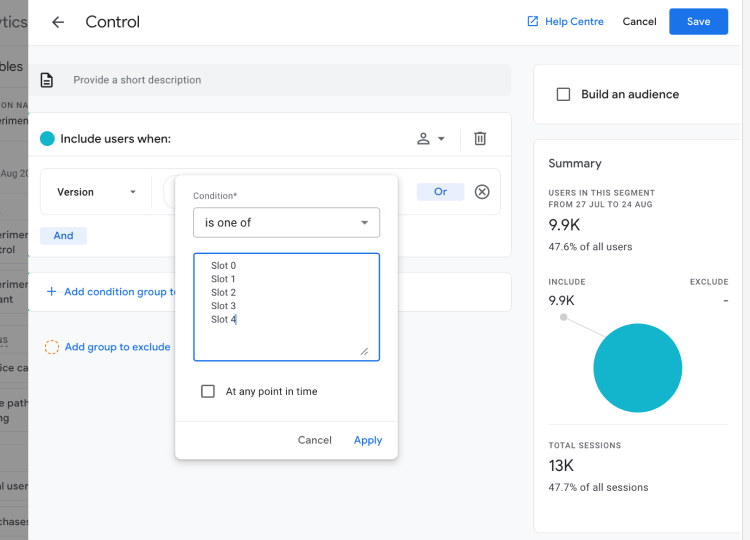 Control
Help Centre
Cancel
Save
ytics
bles
Provide a short description
Build an audience
ON NA
erimen
Include users when:
Aug 20
Version
Or
And
Condition*
is one of
Slot 0
Slot 1
Slot 2
Slot 3
Slot 4
At any point in time
Cancel
Apply
erimen
trol
erimen
ant
Add condition group to
Add group to exclude
NS
ice ca
e path
ng
al user
chases
Summary
USERS IN THIS SEGMENT
FROM 27 JUL TO 24 AUG
9.9K
47.6% of all users
INCLUDE
EXCLUDE
9.9K
-
TOTAL SESSIONS
13K
47.7% of all sessions